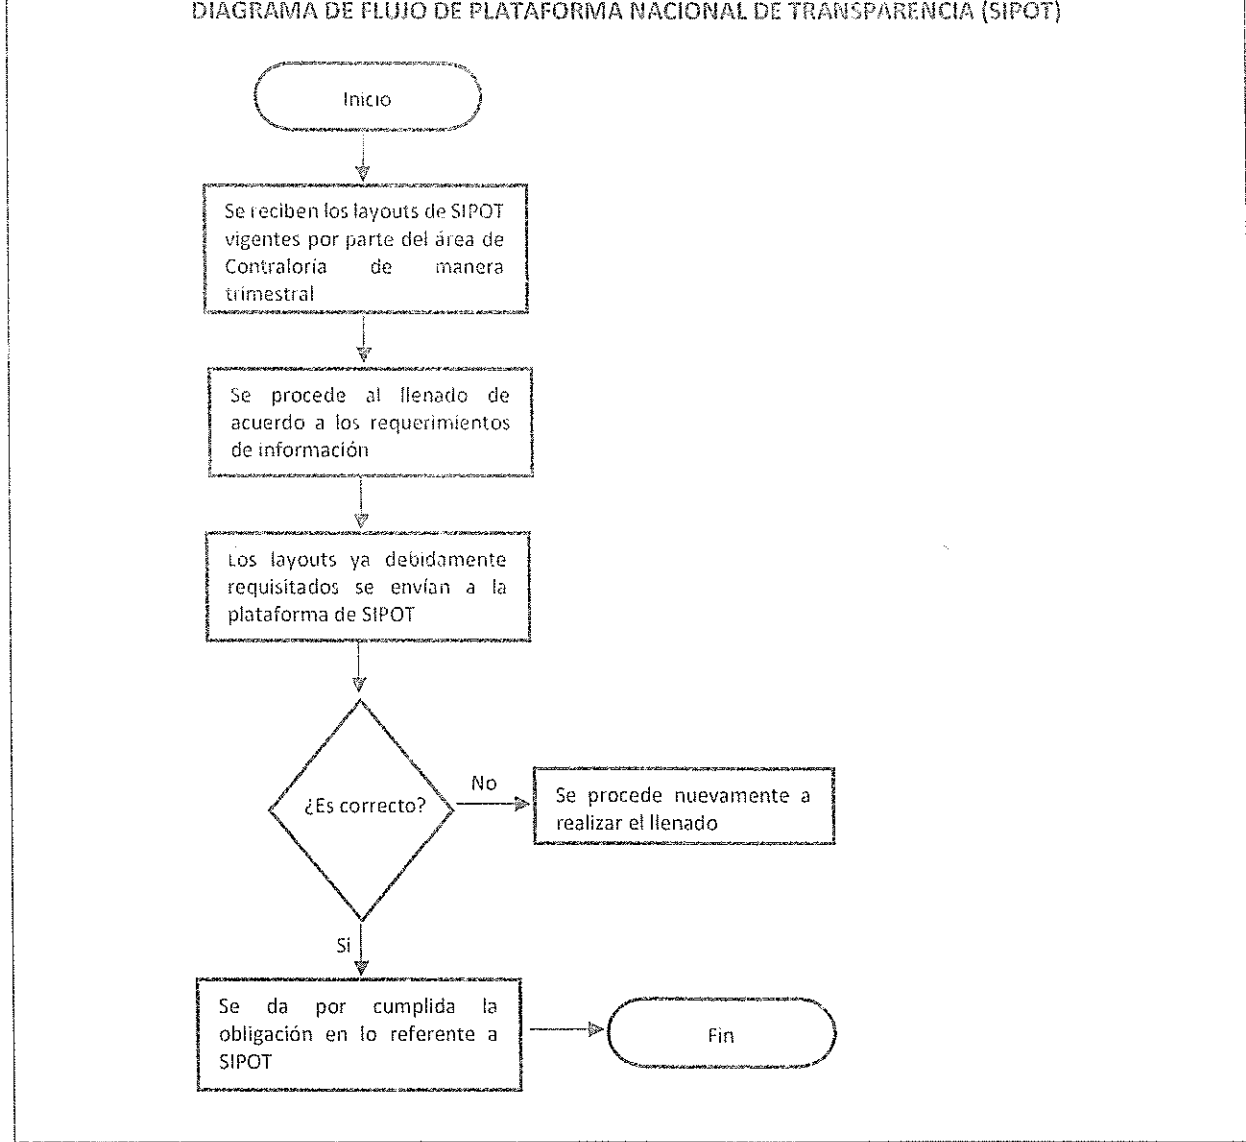 DIAGRAMA DE FLUJO DE PLATAFORMA NACIONAL DE TRANSPARENCIA (SIPOT)
Inicio
Se reciben los layouts de SIPOT
vigentes por parte del área de
Contraloría de manera
trimestral
Se procede al llenado de
acuerdo a los requerimientos
de información
Los layouts ya debidamente
requisitados se envían a la
plataforma de SIPOT
¿Es correcto?
No
Se procede nuevamente a
realizar el llenado
Si
Se da por cumplida la
obligación en lo referente a
SIPOT
Fin